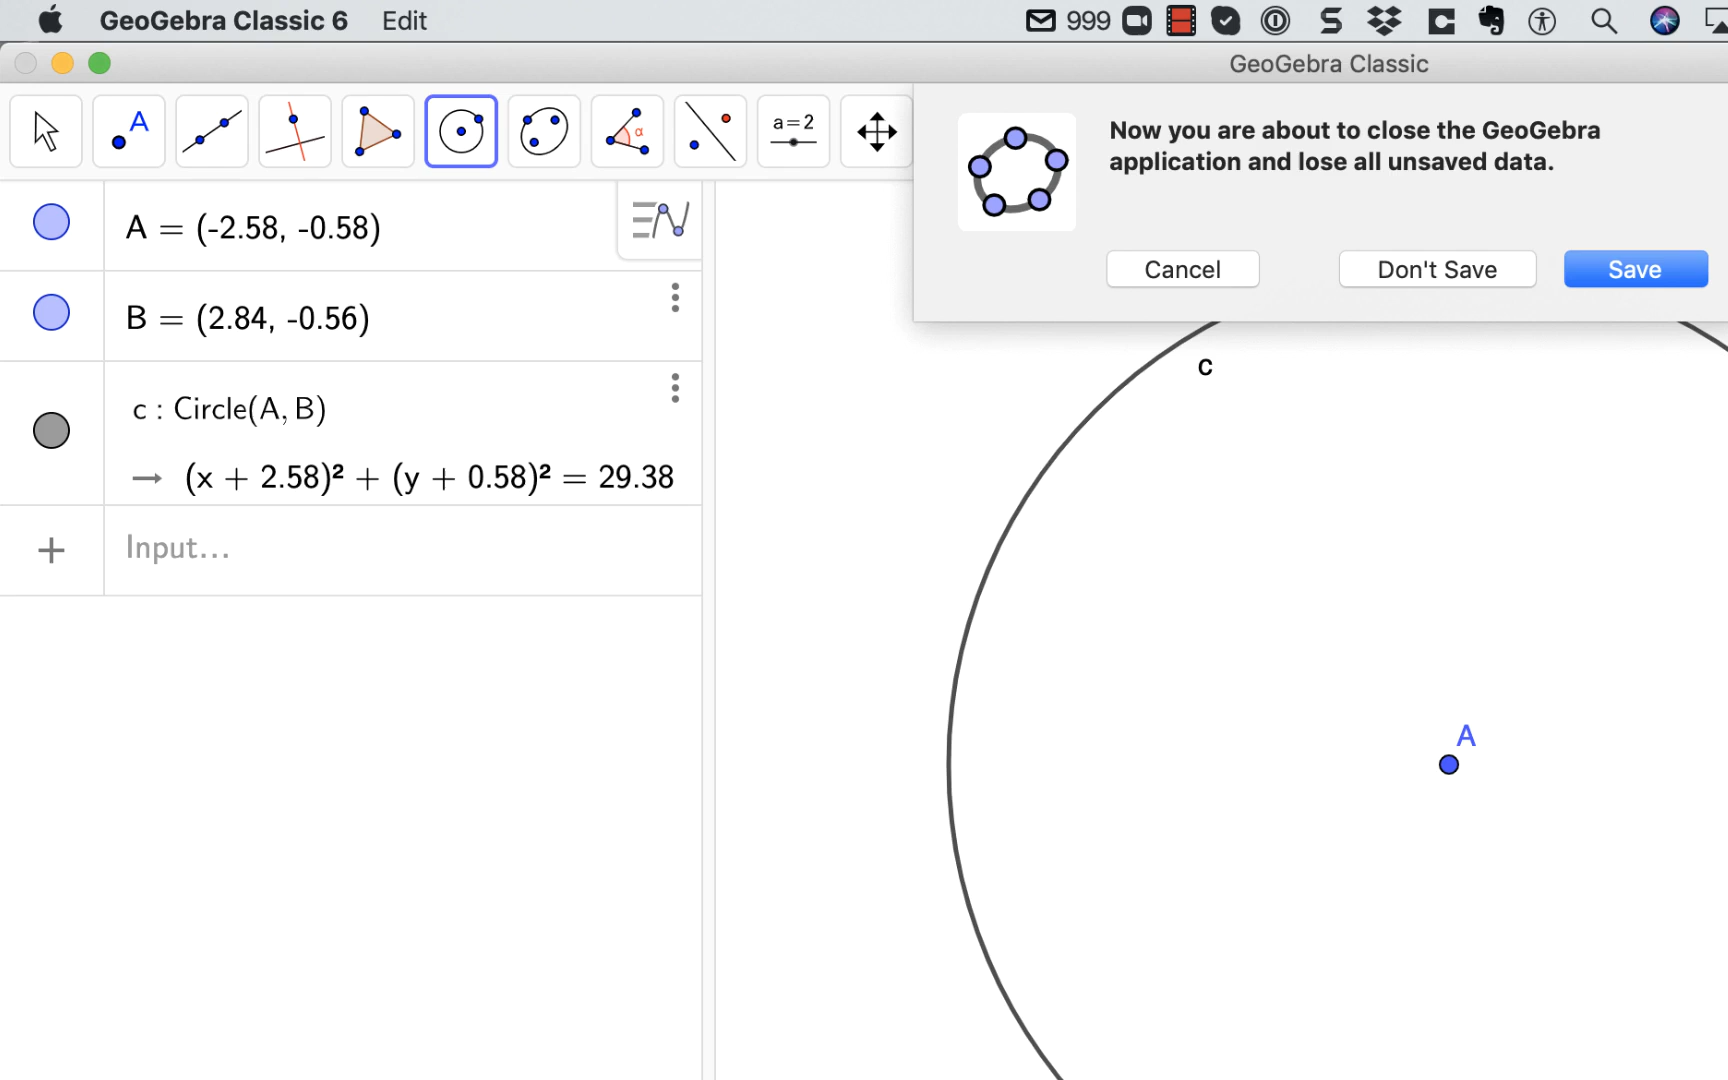 GeoGebra Classic 6 Edit 999
GeoGebra Classic
A
α
a=2
Now you are about to close the GeoGebra
application and lose all unsaved data.
Cancel Don't Save Save
A = (-2.58, -0.58)
B = (2.84, -0.56)
c : Circle(A, B)
→ (x + 2.58)² + (y + 0.58)² = 29.38
+ Input...
c
A